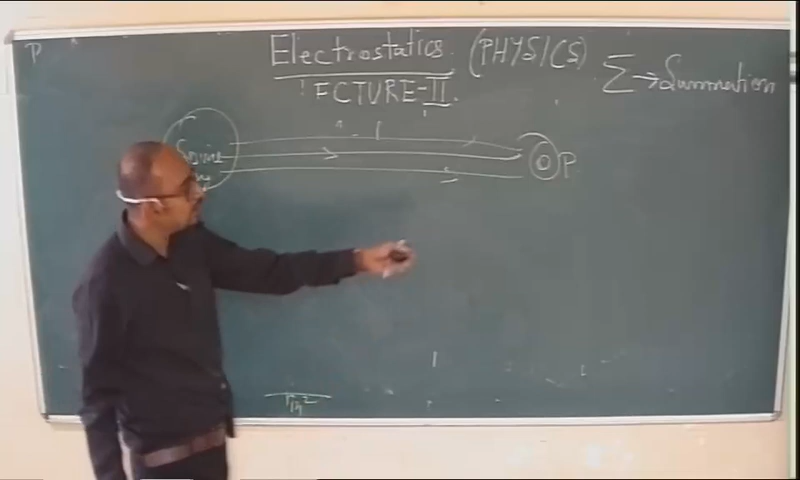 P
Electrostatics. (PHYSICS)
Σ → Summation
LECTURE-II.
P